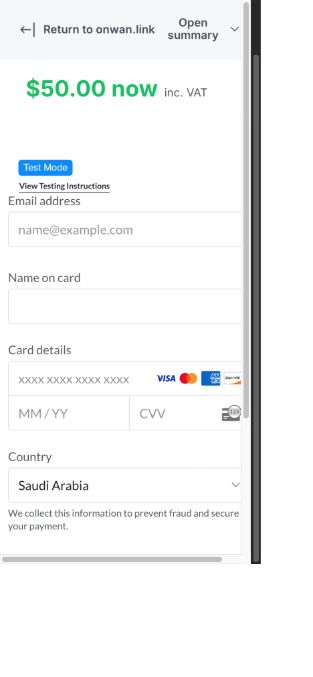 Return to onwan.link
Open
summary
$50.00 now inc. VAT
Test Mode
View Testing Instructions
Email address
name@example.com
Name on card
Card details
xxxx xxxx xxxx xxxx VISA
MM / YY
CVV
Country
Saudi Arabia
We collect this information to prevent fraud and secure
your payment.